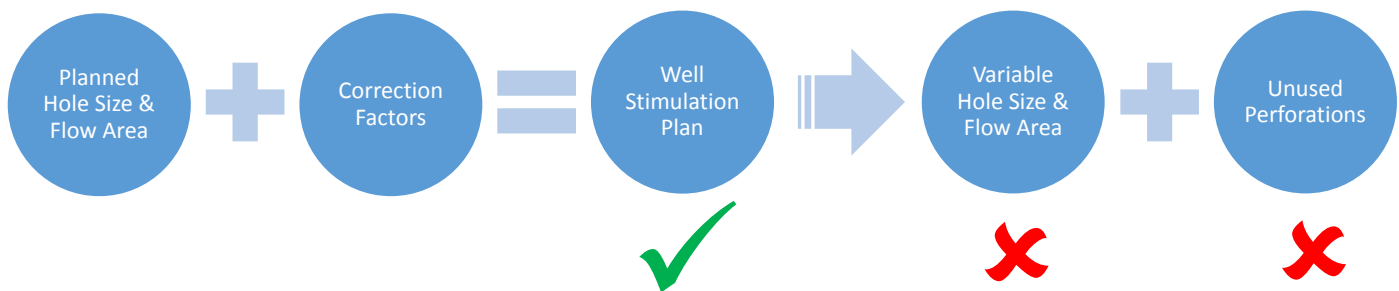 Planned
Hole Size &
Flow Area
Correction
Factors
Well
Stimulation
Plan
Variable
Hole Size &
Flow Area
Unused
Perforations